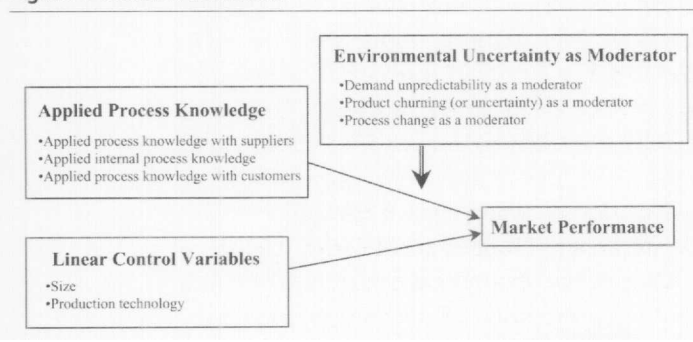 Environmental Uncertainty as Moderator
•Demand unpredictability as a moderator
•Product churning (or uncertainty) as a moderator
•Process change as a moderator
Applied Process Knowledge
•Applied process knowledge with suppliers
•Applied internal process knowledge
•Applied process knowledge with customers
Market Performance
Linear Control Variables
•Size
•Production technology